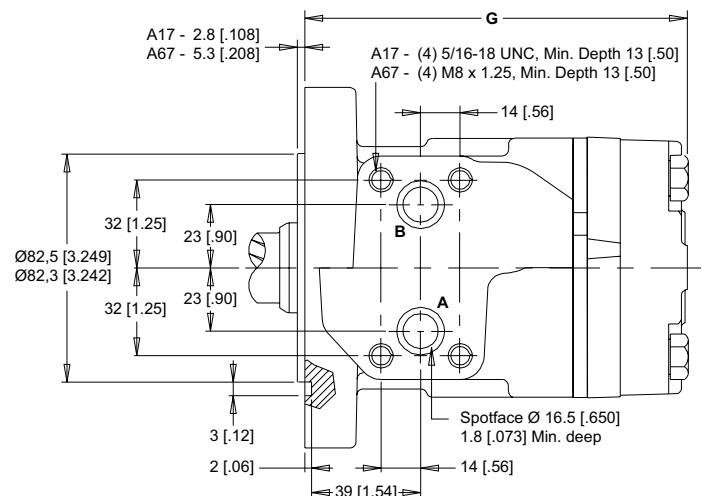 G
A17 - 2.8 [.108]
A67 - 5.3 [.208]
A17 - (4) 5/16-18 UNC, Min. Depth 13 [.50]
A67 - (4) M8 x 1.25, Min. Depth 13 [.50]
14 [.56]
32 [1.25]
23 [.90]
B
Ø82,5 [3.249]
Ø82,3 [3.242]
32 [1.25]
23 [.90]
A
Spotface Ø 16.5 [.650]
1.8 [.073] Min. deep
3 [.12]
2 [.06]
14 [.56]
39 [1.54]